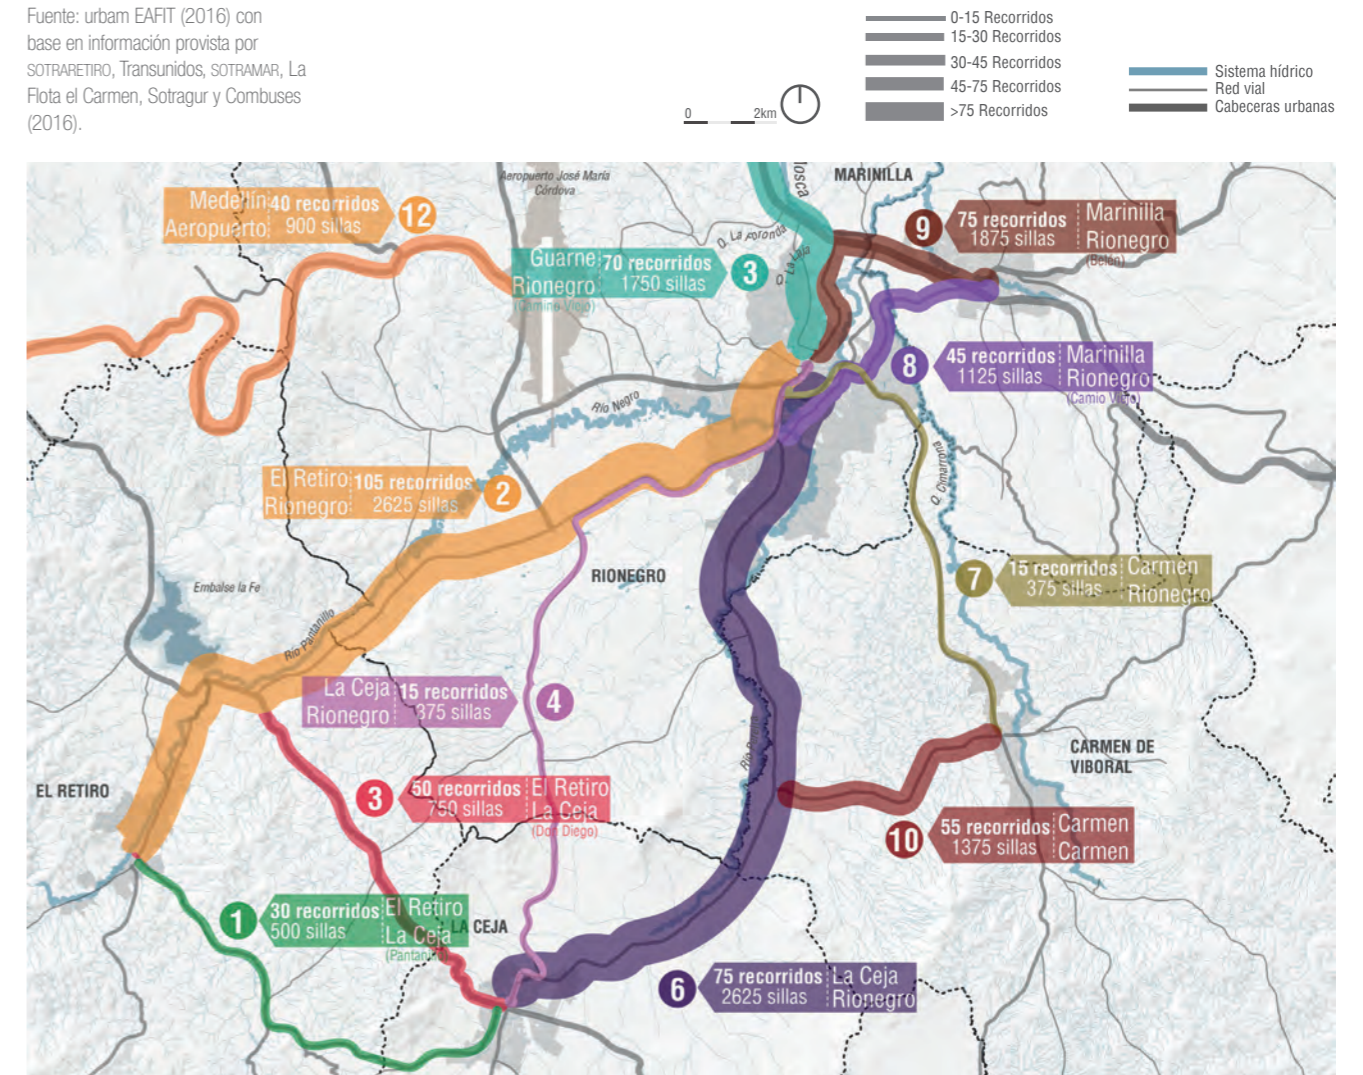 Fuente: urbam EAFIT (2016) con
base en información provista por
SOTRARETIRO, Transunidos, SOTRAMAR, La
Flota el Carmen, Sotragur y Combuses
(2016).
0 2km
0-15 Recorridos
15-30 Recorridos
30-45 Recorridos
45-75 Recorridos
>75 Recorridos
Sistema hídrico
Red vial
Cabeceras urbanas
Medellín
Aeropuerto
40 recorridos
900 sillas
12
Aeropuerto José María
Córdova
Mosca
MARINILLA
9
75 recorridos
1875 sillas
Marinilla
Rionegro
(Belén)
Q. La Foronda
Q. La Laja
Guarne
Rionegro
(Camino Viejo)
70 recorridos
1750 sillas
3
8
45 recorridos
1125 sillas
Marinilla
Rionegro
(Camio Viejo)
Río Negro
El Retiro
Rionegro
105 recorridos
2625 sillas
2
Q. Cimarrona
RIONEGRO
7
15 recorridos
375 sillas
Carmen
Rionegro
Embalse la Fe
Río Pantanillo
La Ceja
Rionegro
15 recorridos
375 sillas
4
CARMEN DE
VIBORAL
EL RETIRO
3
50 recorridos
750 sillas
El Retiro
La Ceja
(Don Diego)
10
55 recorridos
1375 sillas
Carmen
Carmen
1
30 recorridos
500 sillas
El Retiro
La Ceja
LA CEJA
6
75 recorridos
2625 sillas
La Ceja
Rionegro